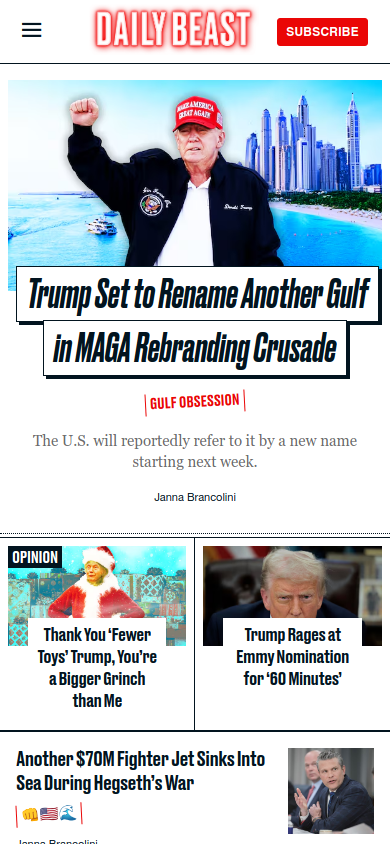 DAILY BEAST
SUBSCRIBE
MAKE AMERICA
GREAT AGAIN
Donald Trump
Trump Set to Rename Another Gulf
in MAGA Rebranding Crusade
GULF OBSESSION
The U.S. will reportedly refer to it by a new name
starting next week.
Janna Brancolini
OPINION
Thank You ‘Fewer
Toys’ Trump, You’re
a Bigger Grinch
than Me
Trump Rages at
Emmy Nomination
for ‘60 Minutes’
Another $70M Fighter Jet Sinks Into
Sea During Hegseth’s War
Janna Brancolini